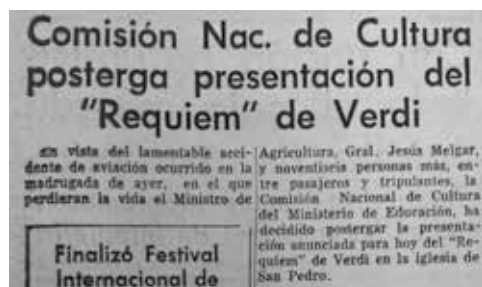 Comisión Nac. de Cultura
posterga presentación del
"Requiem" de Verdi
EN vista del lamentable acci-
dente de aviación ocurrido en la
madrugada de ayer, en el que
perdieran la vida el Ministro de
Agricultura, Gral. Jesús Melgar,
y noventiseis personas más, en-
tre pasajeros y tripulantes, la
Comisión Nacional de Cultura
del Ministerio de Educación, ha
decidido postergar la presenta-
ción anunciada para hoy del "Re-
quiem" de Verdi en la iglesia de
San Pedro.
Finalizó Festival
Internacional de